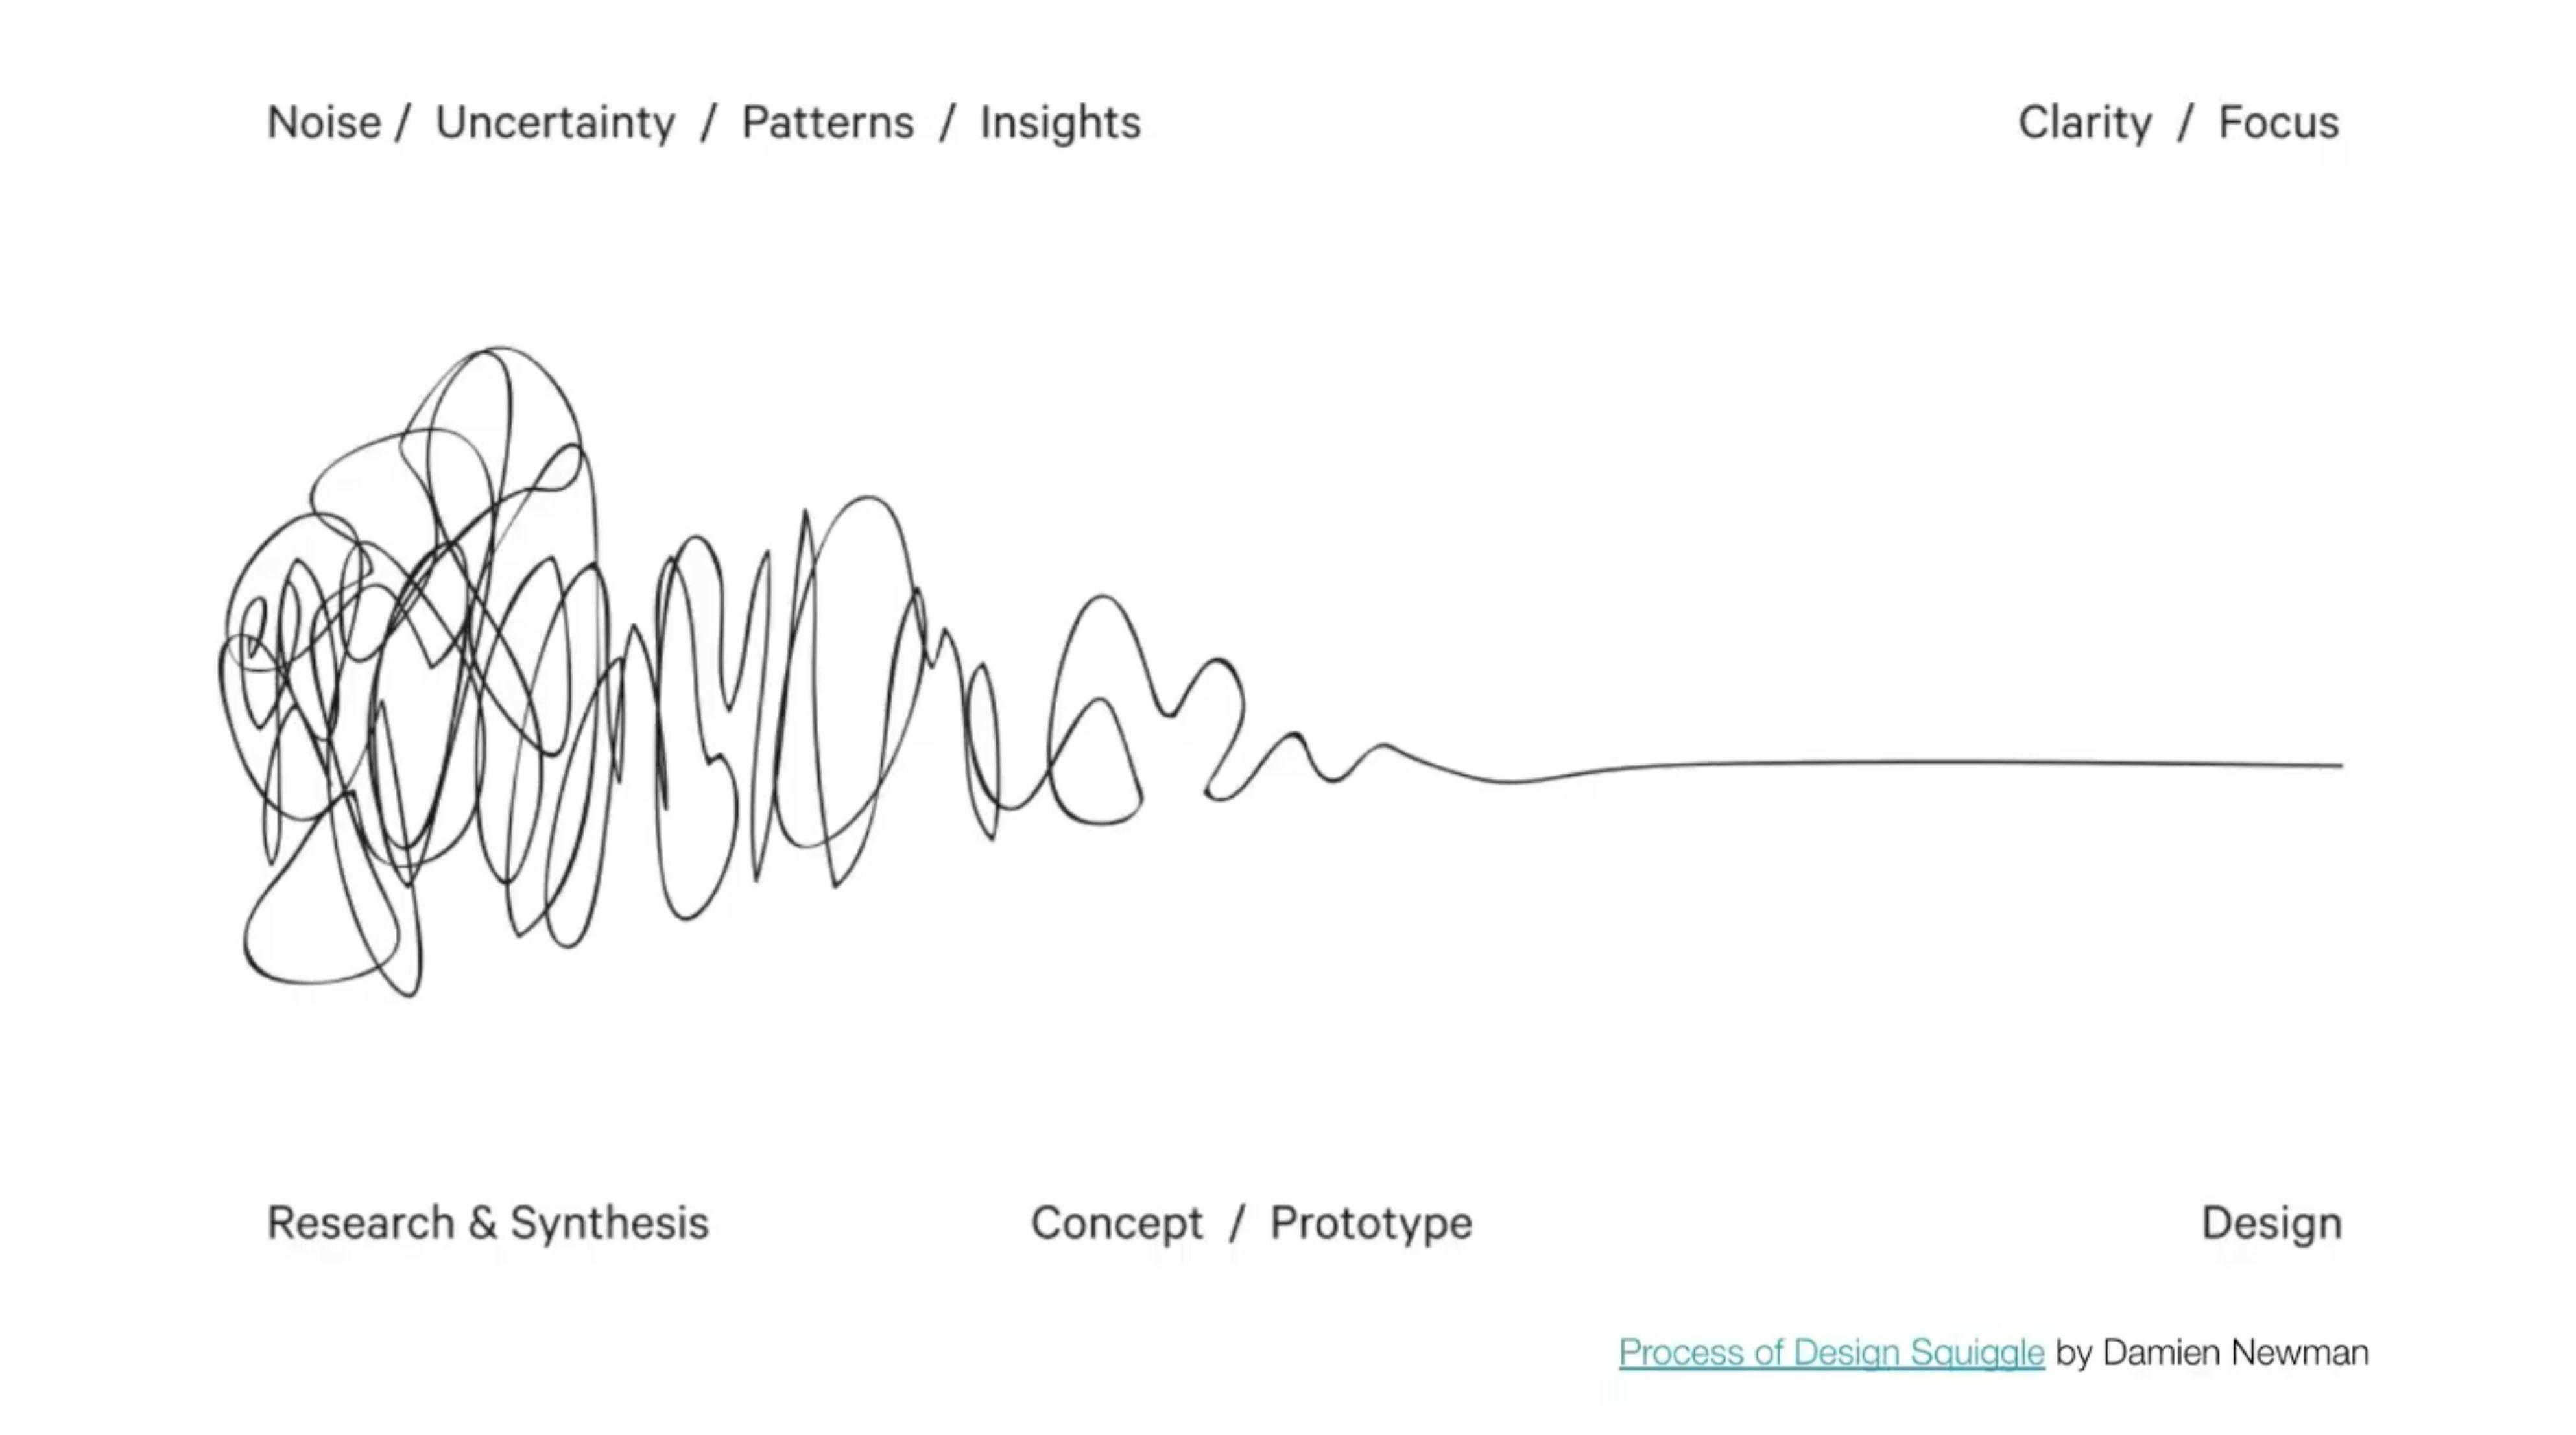 Noise / Uncertainty / Patterns / Insights
Clarity / Focus
Research & Synthesis
Concept / Prototype
Design
Process of Design Squiggle by Damien Newman